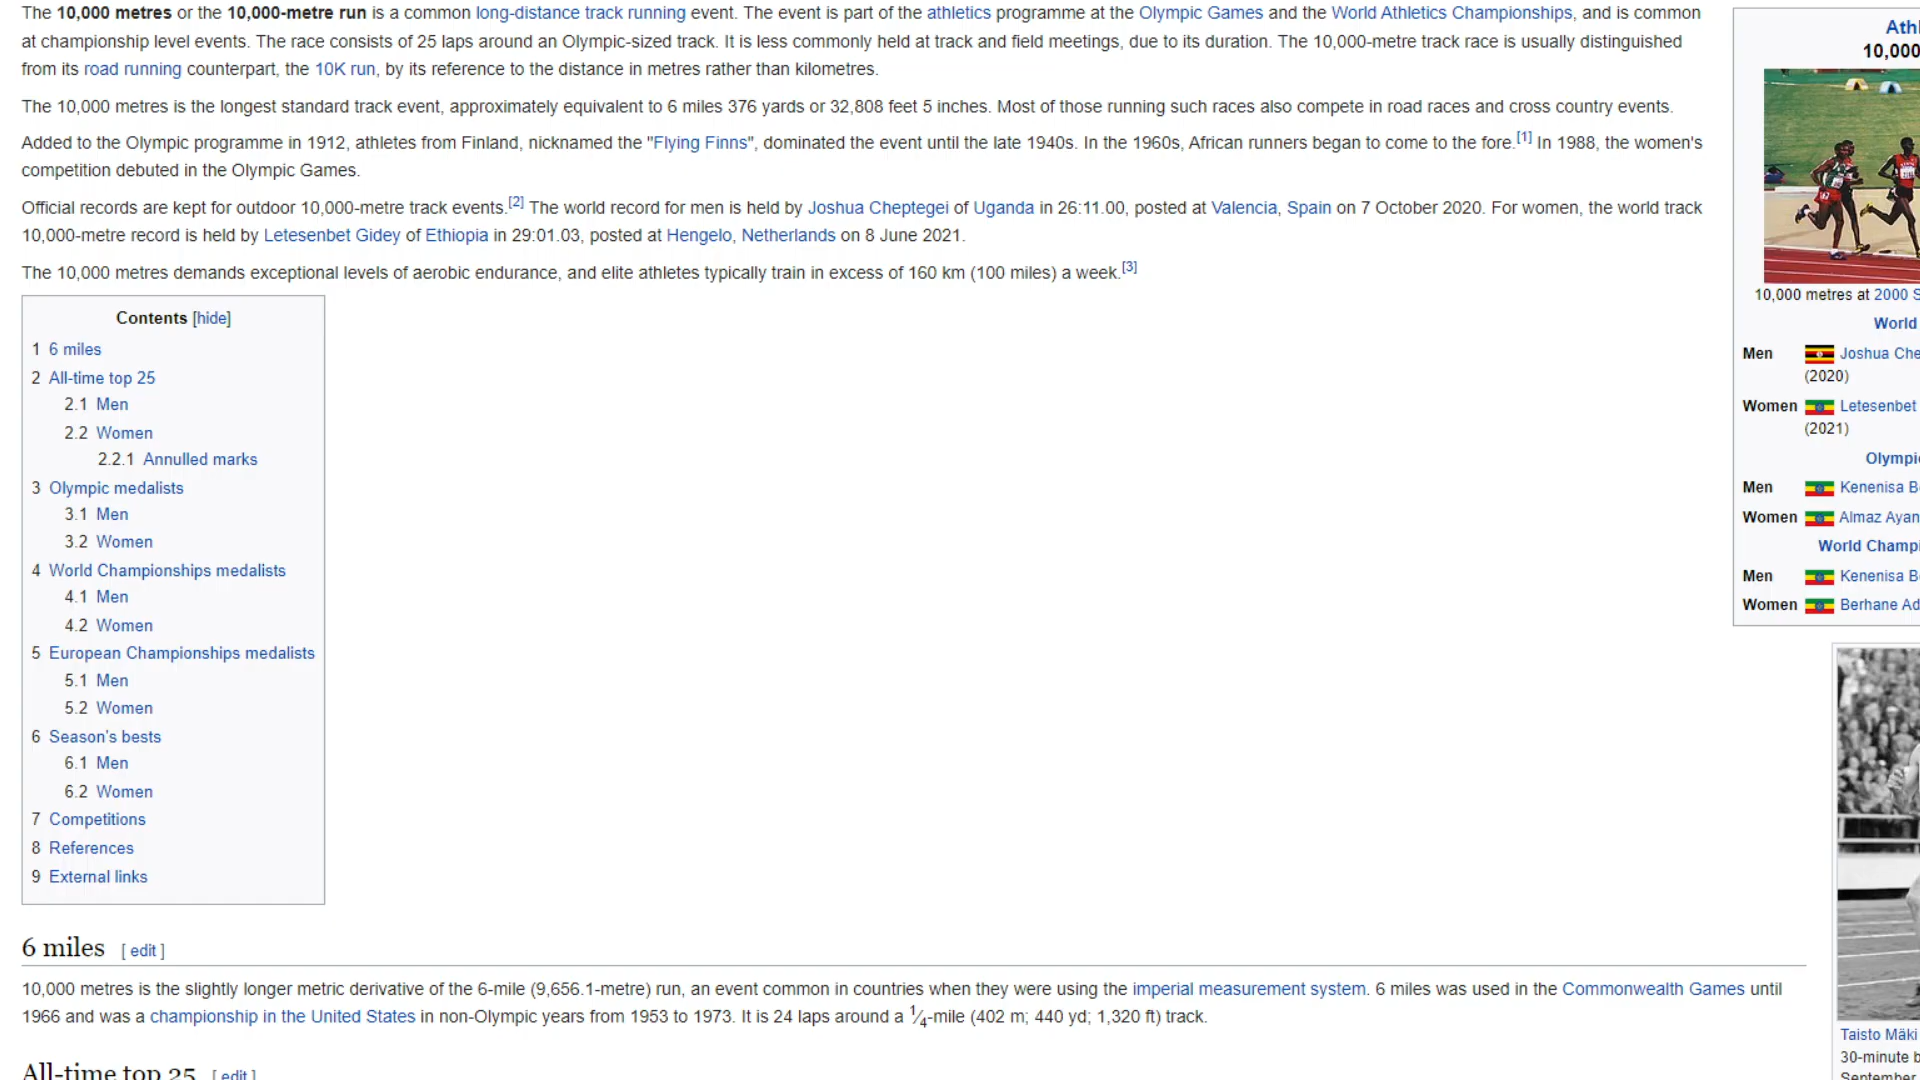 The 10,000 metres or the 10,000-metre run is a common long-distance track running event. The event is part of the athletics programme at the Olympic Games and the World Athletics Championships, and is common
at championship level events. The race consists of 25 laps around an Olympic-sized track. It is less commonly held at track and field meetings, due to its duration. The 10,000-metre track race is usually distinguished
from its road running counterpart, the 10K run, by its reference to the distance in metres rather than kilometres.
The 10,000 metres is the longest standard track event, approximately equivalent to 6 miles 376 yards or 32,808 feet 5 inches. Most of those running such races also compete in road races and cross country events.
Added to the Olympic programme in 1912, athletes from Finland, nicknamed the "Flying Finns", dominated the event until the late 1940s. In the 1960s, African runners began to come to the fore.[1] In 1988, the women's
competition debuted in the Olympic Games.
Official records are kept for outdoor 10,000-metre track events.[2] The world record for men is held by Joshua Cheptegei of Uganda in 26:11.00, posted at Valencia, Spain on 7 October 2020. For women, the world track
10,000-metre record is held by Letesenbet Gidey of Ethiopia in 29:01.03, posted at Hengelo, Netherlands on 8 June 2021.
The 10,000 metres demands exceptional levels of aerobic endurance, and elite athletes typically train in excess of 160 km (100 miles) a week.[3]
Contents [hide]
1 6 miles
2 All-time top 25
2.1 Men
2.2 Women
2.2.1 Annulled marks
3 Olympic medalists
3.1 Men
3.2 Women
4 World Championships medalists
4.1 Men
4.2 Women
5 European Championships medalists
5.1 Men
5.2 Women
6 Season's bests
6.1 Men
6.2 Women
7 Competitions
8 References
9 External links
6 miles [ edit ]
10,000 metres is the slightly longer metric derivative of the 6-mile (9,656.1-metre) run, an event common in countries when they were using the imperial measurement system. 6 miles was used in the Commonwealth Games until
1966 and was a championship in the United States in non-Olympic years from 1953 to 1973. It is 24 laps around a 1⁄4-mile (402 m; 440 yd; 1,320 ft) track.
All-time top 25 [ edit ]
Athl
10,000
10,000 metres at 2000 S
World
Men Joshua Che
(2020)
Women Letesenbet
(2021)
Olympic
Men Kenenisa B
Women Almaz Ayan
World Champi
Men Kenenisa B
Women Berhane Ad
Taisto Mäki
30-minute b
September